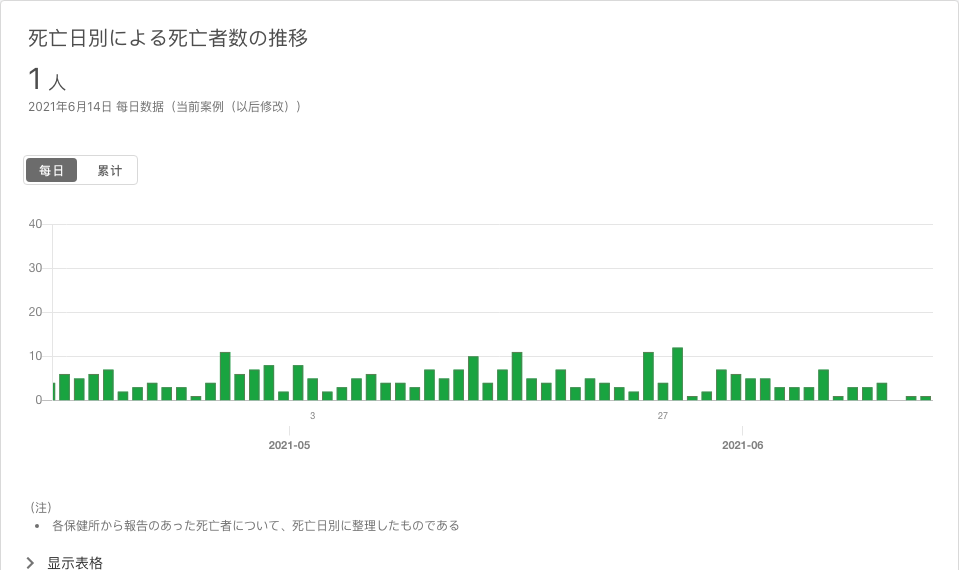 死亡日別による死亡者数の推移
1 人
2021年6月14日 每日数据（当前案例（以后修改））
每日 累计
40
30
20
10
0
3 27
2021-05 2021-06
（注）
• 各保健所から報告のあった死亡者について、死亡日別に整理したものである
显示表格